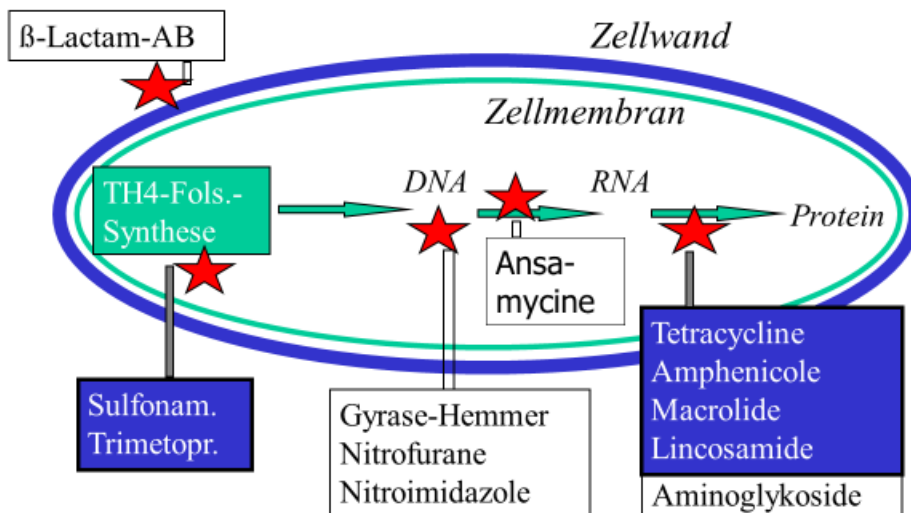 ß-Lactam-AB
Zellwand
Zellmembran
TH4-Fols.-
Synthese
DNA
RNA
Protein
Ansa-
mycine
Sulfonam.
Trimetopr.
Gyrase-Hemmer
Nitrofurane
Nitroimidazole
Tetracycline
Amphenicole
Macrolide
Lincosamide
Aminoglykoside